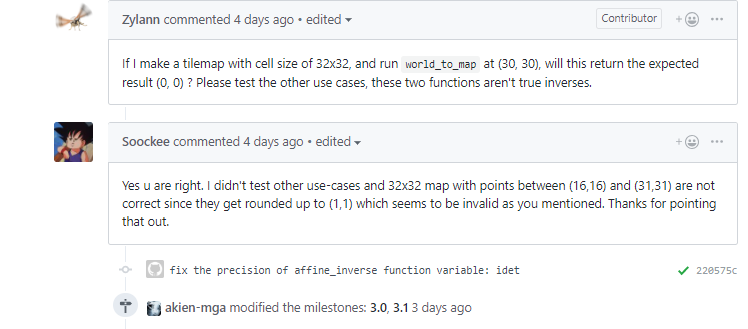 Zylann commented 4 days ago • edited
Contributor
If I make a tilemap with cell size of 32x32, and run world_to_map at (30, 30), will this return the expected
result (0, 0) ? Please test the other use cases, these two functions aren't true inverses.
Soockee commented 4 days ago • edited
Yes u are right. I didn't test other use-cases and 32x32 map with points between (16,16) and (31,31) are not
correct since they get rounded up to (1,1) which seems to be invalid as you mentioned. Thanks for pointing
that out.
fix the precision of affine_inverse function variable: idet
220575c
akien-mga modified the milestones: 3.0, 3.1 3 days ago